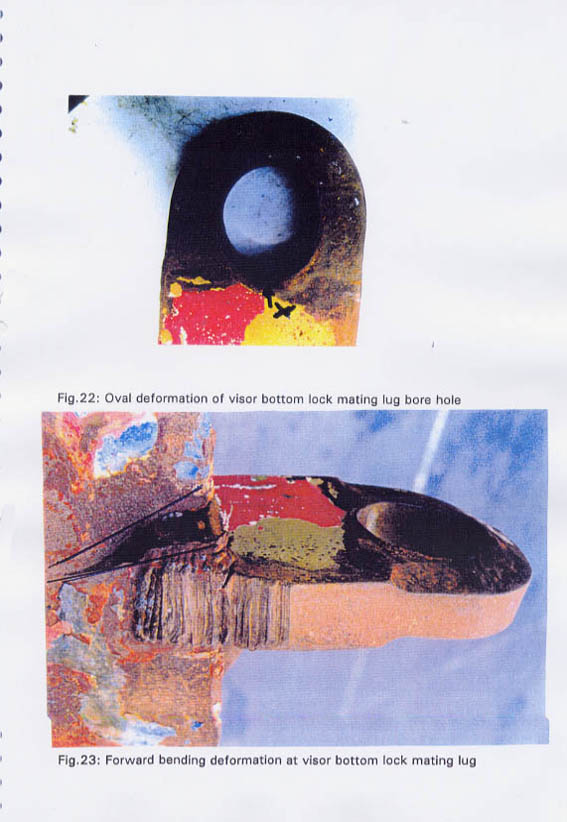 x
Fig.22: Oval deformation of visor bottom lock mating lug bore hole
Fig.23: Forward bending deformation at visor bottom lock mating lug